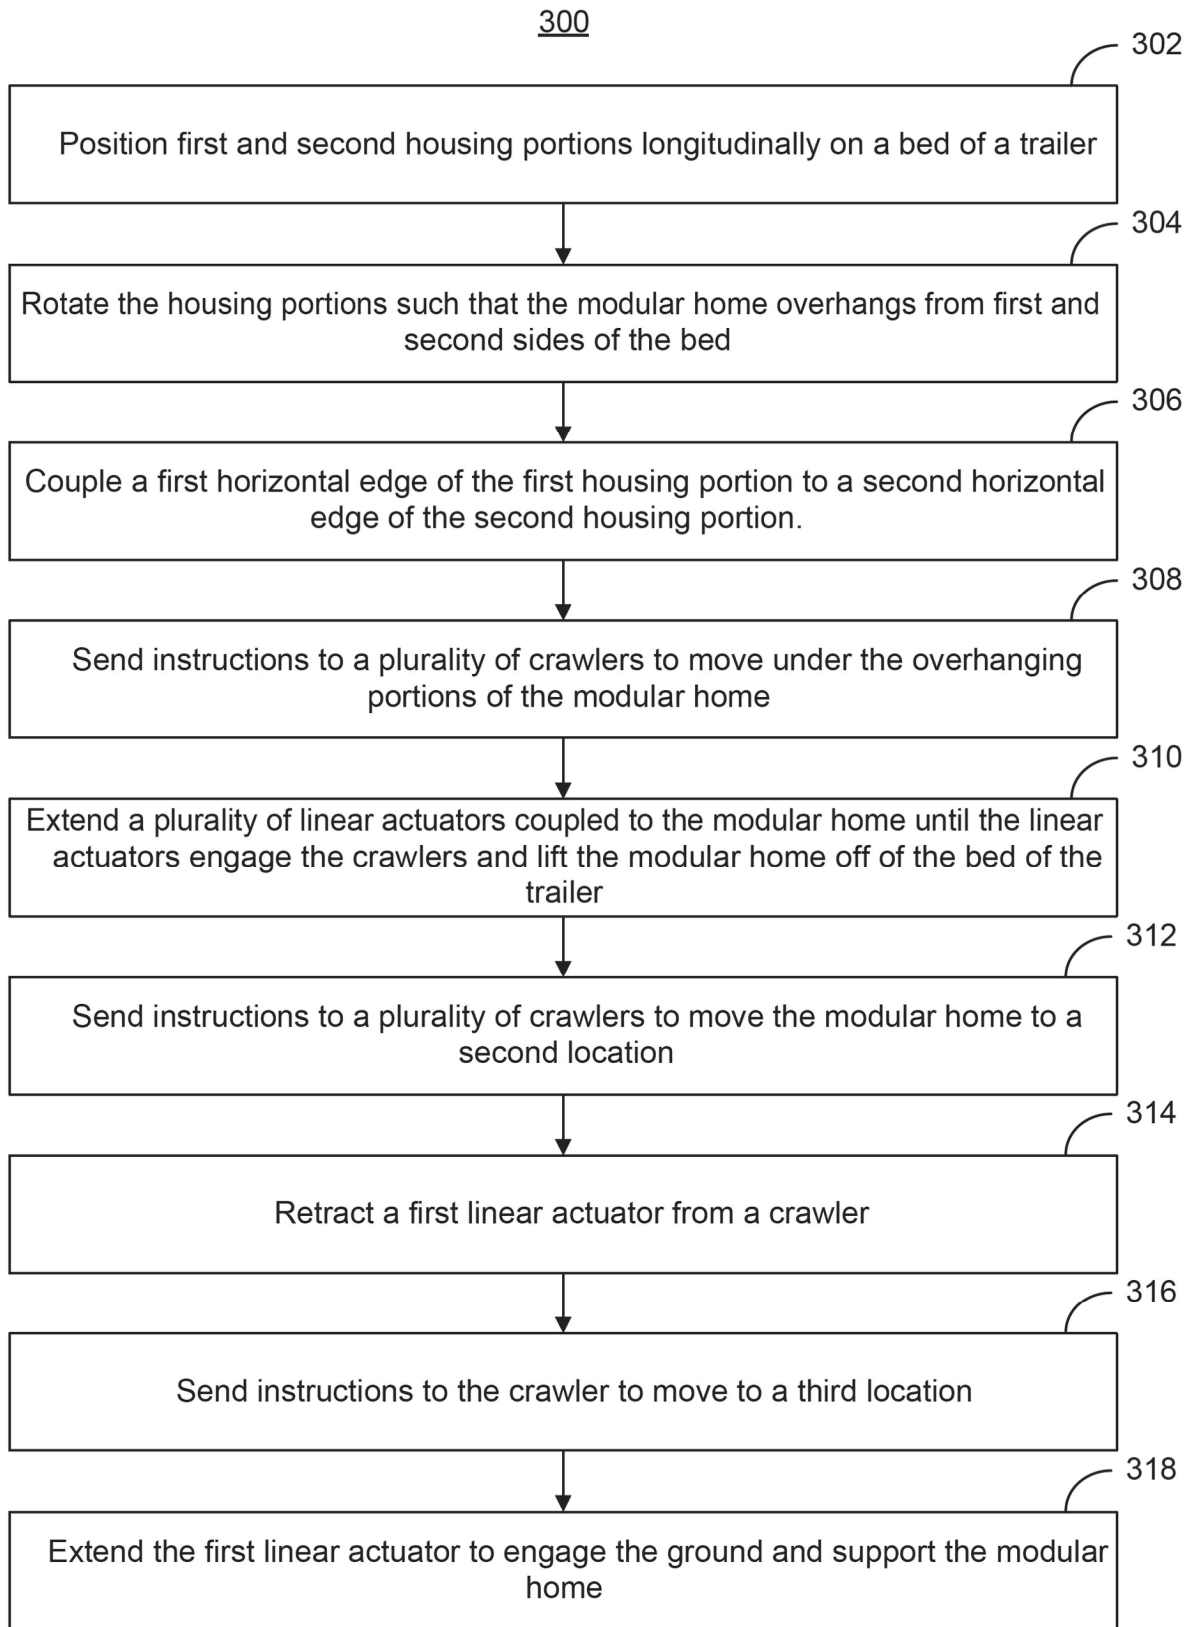 300
302
Position first and second housing portions longitudinally on a bed of a trailer
304
Rotate the housing portions such that the modular home overhangs from first and
second sides of the bed
306
Couple a first horizontal edge of the first housing portion to a second horizontal
edge of the second housing portion.
308
Send instructions to a plurality of crawlers to move under the overhanging
portions of the modular home
310
Extend a plurality of linear actuators coupled to the modular home until the linear
actuators engage the crawlers and lift the modular home off of the bed of the
trailer
312
Send instructions to a plurality of crawlers to move the modular home to a
second location
314
Retract a first linear actuator from a crawler
316
Send instructions to the crawler to move to a third location
318
Extend the first linear actuator to engage the ground and support the modular
home